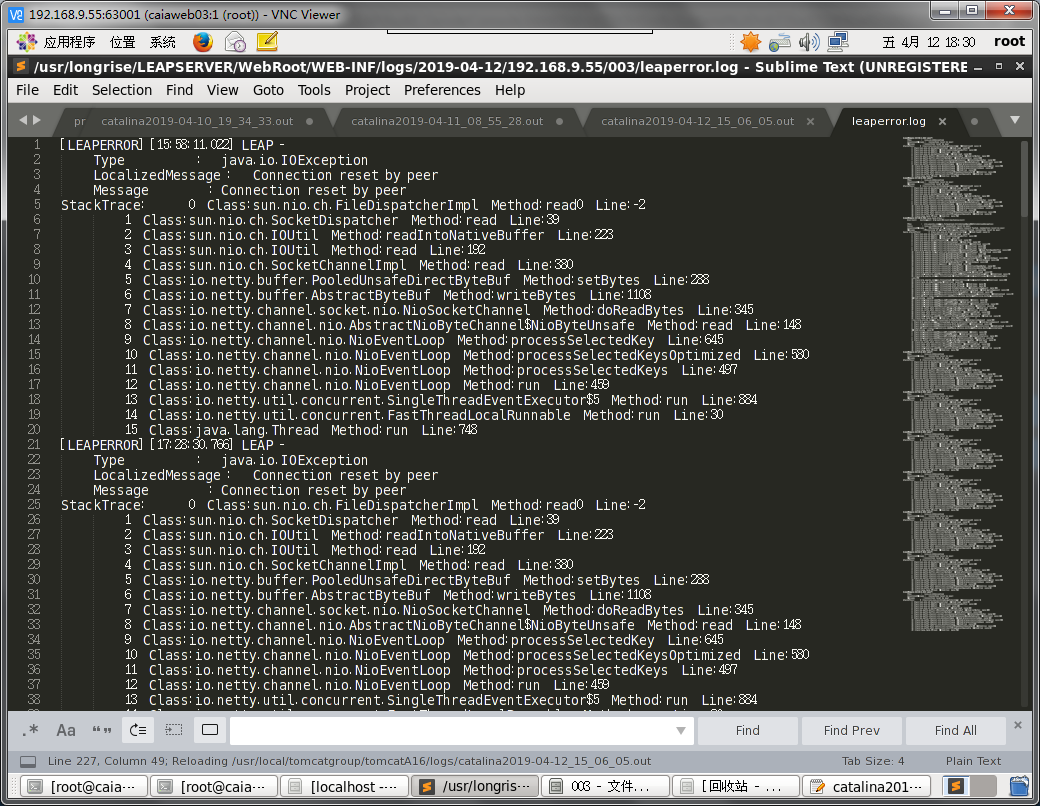 192.168.9.55:63001 (caiaweb03:1 (root)) - VNC Viewer
应用程序 位置 系统 五 4月 12 18:30 root
/usr/longrise/LEAPSERVER/WebRoot/WEB-INF/logs/2019-04-12/192.168.9.55/003/leaperror.log - Sublime Text (UNREGISTERE
File Edit Selection Find View Goto Tools Project Preferences Help
pr catalina2019-04-10_19_34_33.out catalina2019-04-11_08_55_28.out catalina2019-04-12_15_06_05.out leaperror.log
1 [LEAPERROR] [15:58:11.022] LEAP -
2 Type : java.io.IOException
3 LocalizedMessage : Connection reset by peer
4 Message : Connection reset by peer
5 StackTrace: 0 Class:sun.nio.ch.FileDispatcherImpl Method:read0 Line:-2
6 1 Class:sun.nio.ch.SocketDispatcher Method:read Line:39
7 2 Class:sun.nio.ch.IOUtil Method:readIntoNativeBuffer Line:223
8 3 Class:sun.nio.ch.IOUtil Method:read Line:192
9 4 Class:sun.nio.ch.SocketChannelImpl Method:read Line:380
10 5 Class:io.netty.buffer.PooledUnsafeDirectByteBuf Method:setBytes Line:288
11 6 Class:io.netty.buffer.AbstractByteBuf Method:writeBytes Line:1108
12 7 Class:io.netty.channel.socket.nio.NioSocketChannel Method:doReadBytes Line:345
13 8 Class:io.netty.channel.nio.AbstractNioByteChannel$NioByteUnsafe Method:read Line:148
14 9 Class:io.netty.channel.nio.NioEventLoop Method:processSelectedKey Line:645
15 10 Class:io.netty.channel.nio.NioEventLoop Method:processSelectedKeysOptimized Line:580
16 11 Class:io.netty.channel.nio.NioEventLoop Method:processSelectedKeys Line:497
17 12 Class:io.netty.channel.nio.NioEventLoop Method:run Line:459
18 13 Class:io.netty.util.concurrent.SingleThreadEventExecutor$5 Method:run Line:884
19 14 Class:io.netty.util.concurrent.FastThreadLocalRunnable Method:run Line:30
20 15 Class:java.lang.Thread Method:run Line:748
21 [LEAPERROR] [17:28:30.766] LEAP -
22 Type : java.io.IOException
23 LocalizedMessage : Connection reset by peer
24 Message : Connection reset by peer
25 StackTrace: 0 Class:sun.nio.ch.FileDispatcherImpl Method:read0 Line:-2
26 1 Class:sun.nio.ch.SocketDispatcher Method:read Line:39
27 2 Class:sun.nio.ch.IOUtil Method:readIntoNativeBuffer Line:223
28 3 Class:sun.nio.ch.IOUtil Method:read Line:192
29 4 Class:sun.nio.ch.SocketChannelImpl Method:read Line:380
30 5 Class:io.netty.buffer.PooledUnsafeDirectByteBuf Method:setBytes Line:288
31 6 Class:io.netty.buffer.AbstractByteBuf Method:writeBytes Line:1108
32 7 Class:io.netty.channel.socket.nio.NioSocketChannel Method:doReadBytes Line:345
33 8 Class:io.netty.channel.nio.AbstractNioByteChannel$NioByteUnsafe Method:read Line:148
34 9 Class:io.netty.channel.nio.NioEventLoop Method:processSelectedKey Line:645
35 10 Class:io.netty.channel.nio.NioEventLoop Method:processSelectedKeysOptimized Line:580
36 11 Class:io.netty.channel.nio.NioEventLoop Method:processSelectedKeys Line:497
37 12 Class:io.netty.channel.nio.NioEventLoop Method:run Line:459
38 13 Class:io.netty.util.concurrent.SingleThreadEventExecutor$5 Method:run Line:884
.* Aa “” Find Find Prev Find All
Line 227, Column 49; Reloading /usr/local/tomcatgroup/tomcatA16/logs/catalina2019-04-12_15_06_05.out Tab Size: 4 Plain Text
[root@caia··· [root@caia··· [localhost -··· /usr/longris··· 003 - 文件··· [回收站 - ··· catalina201···